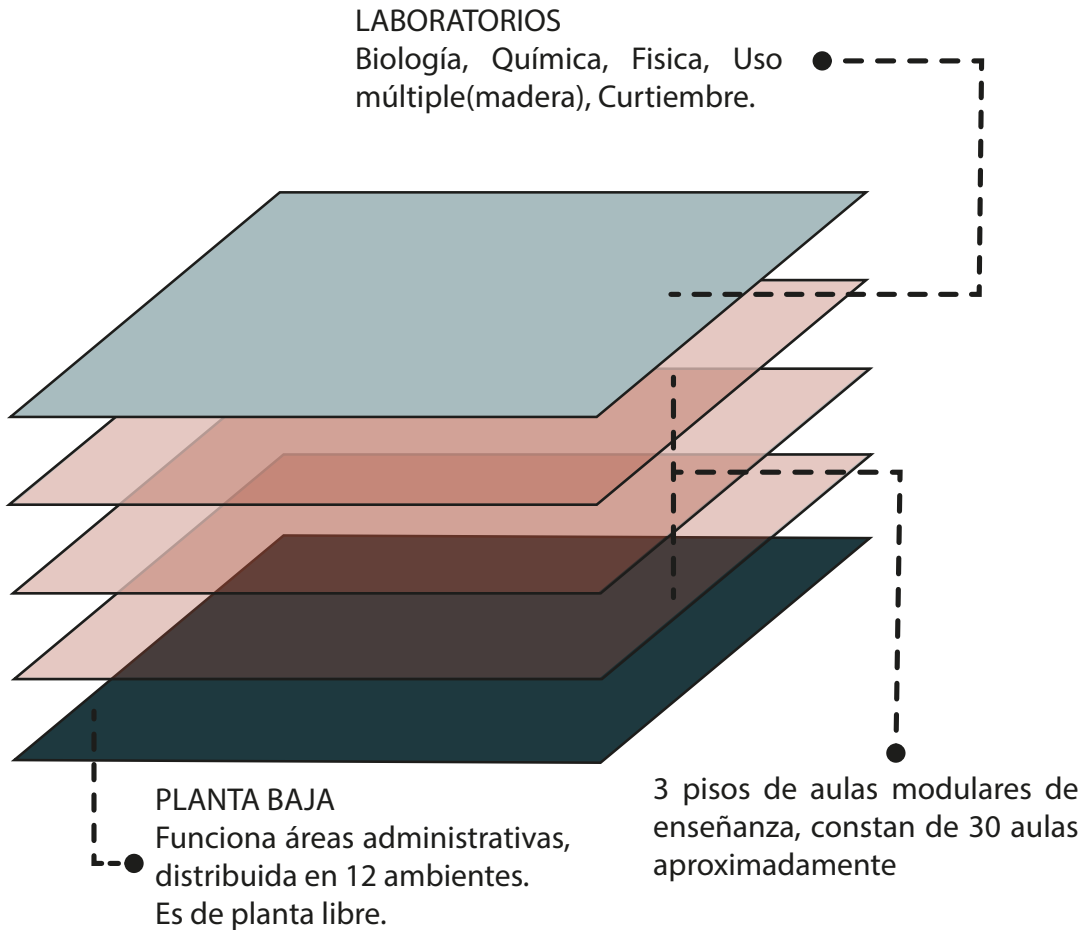 LABORATORIOS
Biología, Química, Fisica, Uso
múltiple(madera), Curtiembre.
PLANTA BAJA
Funciona áreas administrativas,
distribuida en 12 ambientes.
Es de planta libre.
3 pisos de aulas modulares de
enseñanza, constan de 30 aulas
aproximadamente